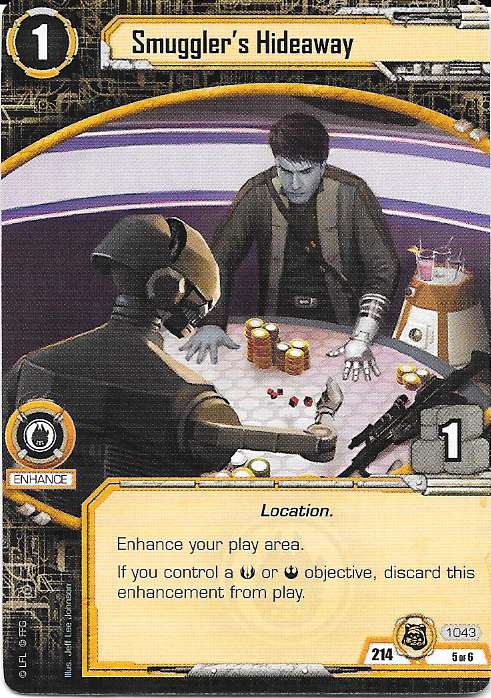 1
Smuggler's Hideaway
ENHANCE
1
Location.
Enhance your play area.
If you control a or objective, discard this
enhancement from play.
© LFL © FFG
Illus. Jeff Lee Johnson
214
1043
5 OF 6